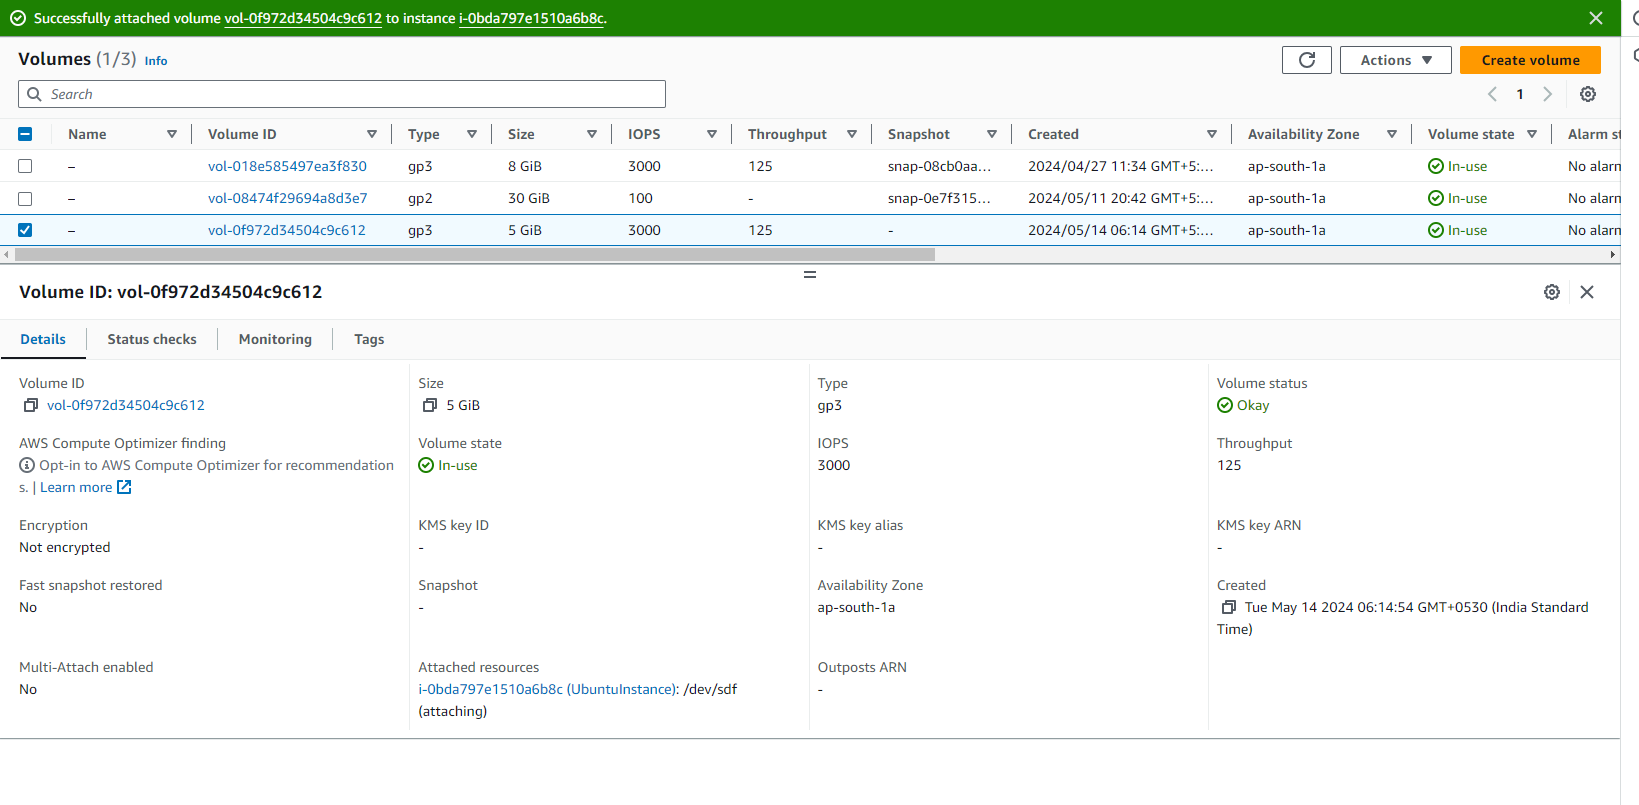 Successfully attached volume vol-0f972d34504c9c612 to instance i-0bda797e1510a6b8c.
Volumes (1/3) Info
Actions
Create volume
Search
1
Name Volume ID Type Size IOPS Throughput Snapshot Created Availability Zone Volume state Alarm st
– vol-018e585497ea3f830 gp3 8 GiB 3000 125 snap-08cb0aa... 2024/04/27 11:34 GMT+5:... ap-south-1a In-use No alarm
– vol-08474f29694a8d3e7 gp2 30 GiB 100 - snap-0e7f315... 2024/05/11 20:42 GMT+5:... ap-south-1a In-use No alarm
– vol-0f972d34504c9c612 gp3 5 GiB 3000 125 - 2024/05/14 06:14 GMT+5:... ap-south-1a In-use No alarm
Volume ID: vol-0f972d34504c9c612
Details Status checks Monitoring Tags
Volume ID
vol-0f972d34504c9c612
Size
5 GiB
Type
gp3
Volume status
Okay
AWS Compute Optimizer finding
Opt-in to AWS Compute Optimizer for recommendation
s. | Learn more
Volume state
In-use
IOPS
3000
Throughput
125
Encryption
Not encrypted
KMS key ID
-
KMS key alias
-
KMS key ARN
-
Fast snapshot restored
No
Snapshot
-
Availability Zone
ap-south-1a
Created
Tue May 14 2024 06:14:54 GMT+0530 (India Standard
Time)
Multi-Attach enabled
No
Attached resources
i-0bda797e1510a6b8c (UbuntuInstance): /dev/sdf
(attaching)
Outposts ARN
-